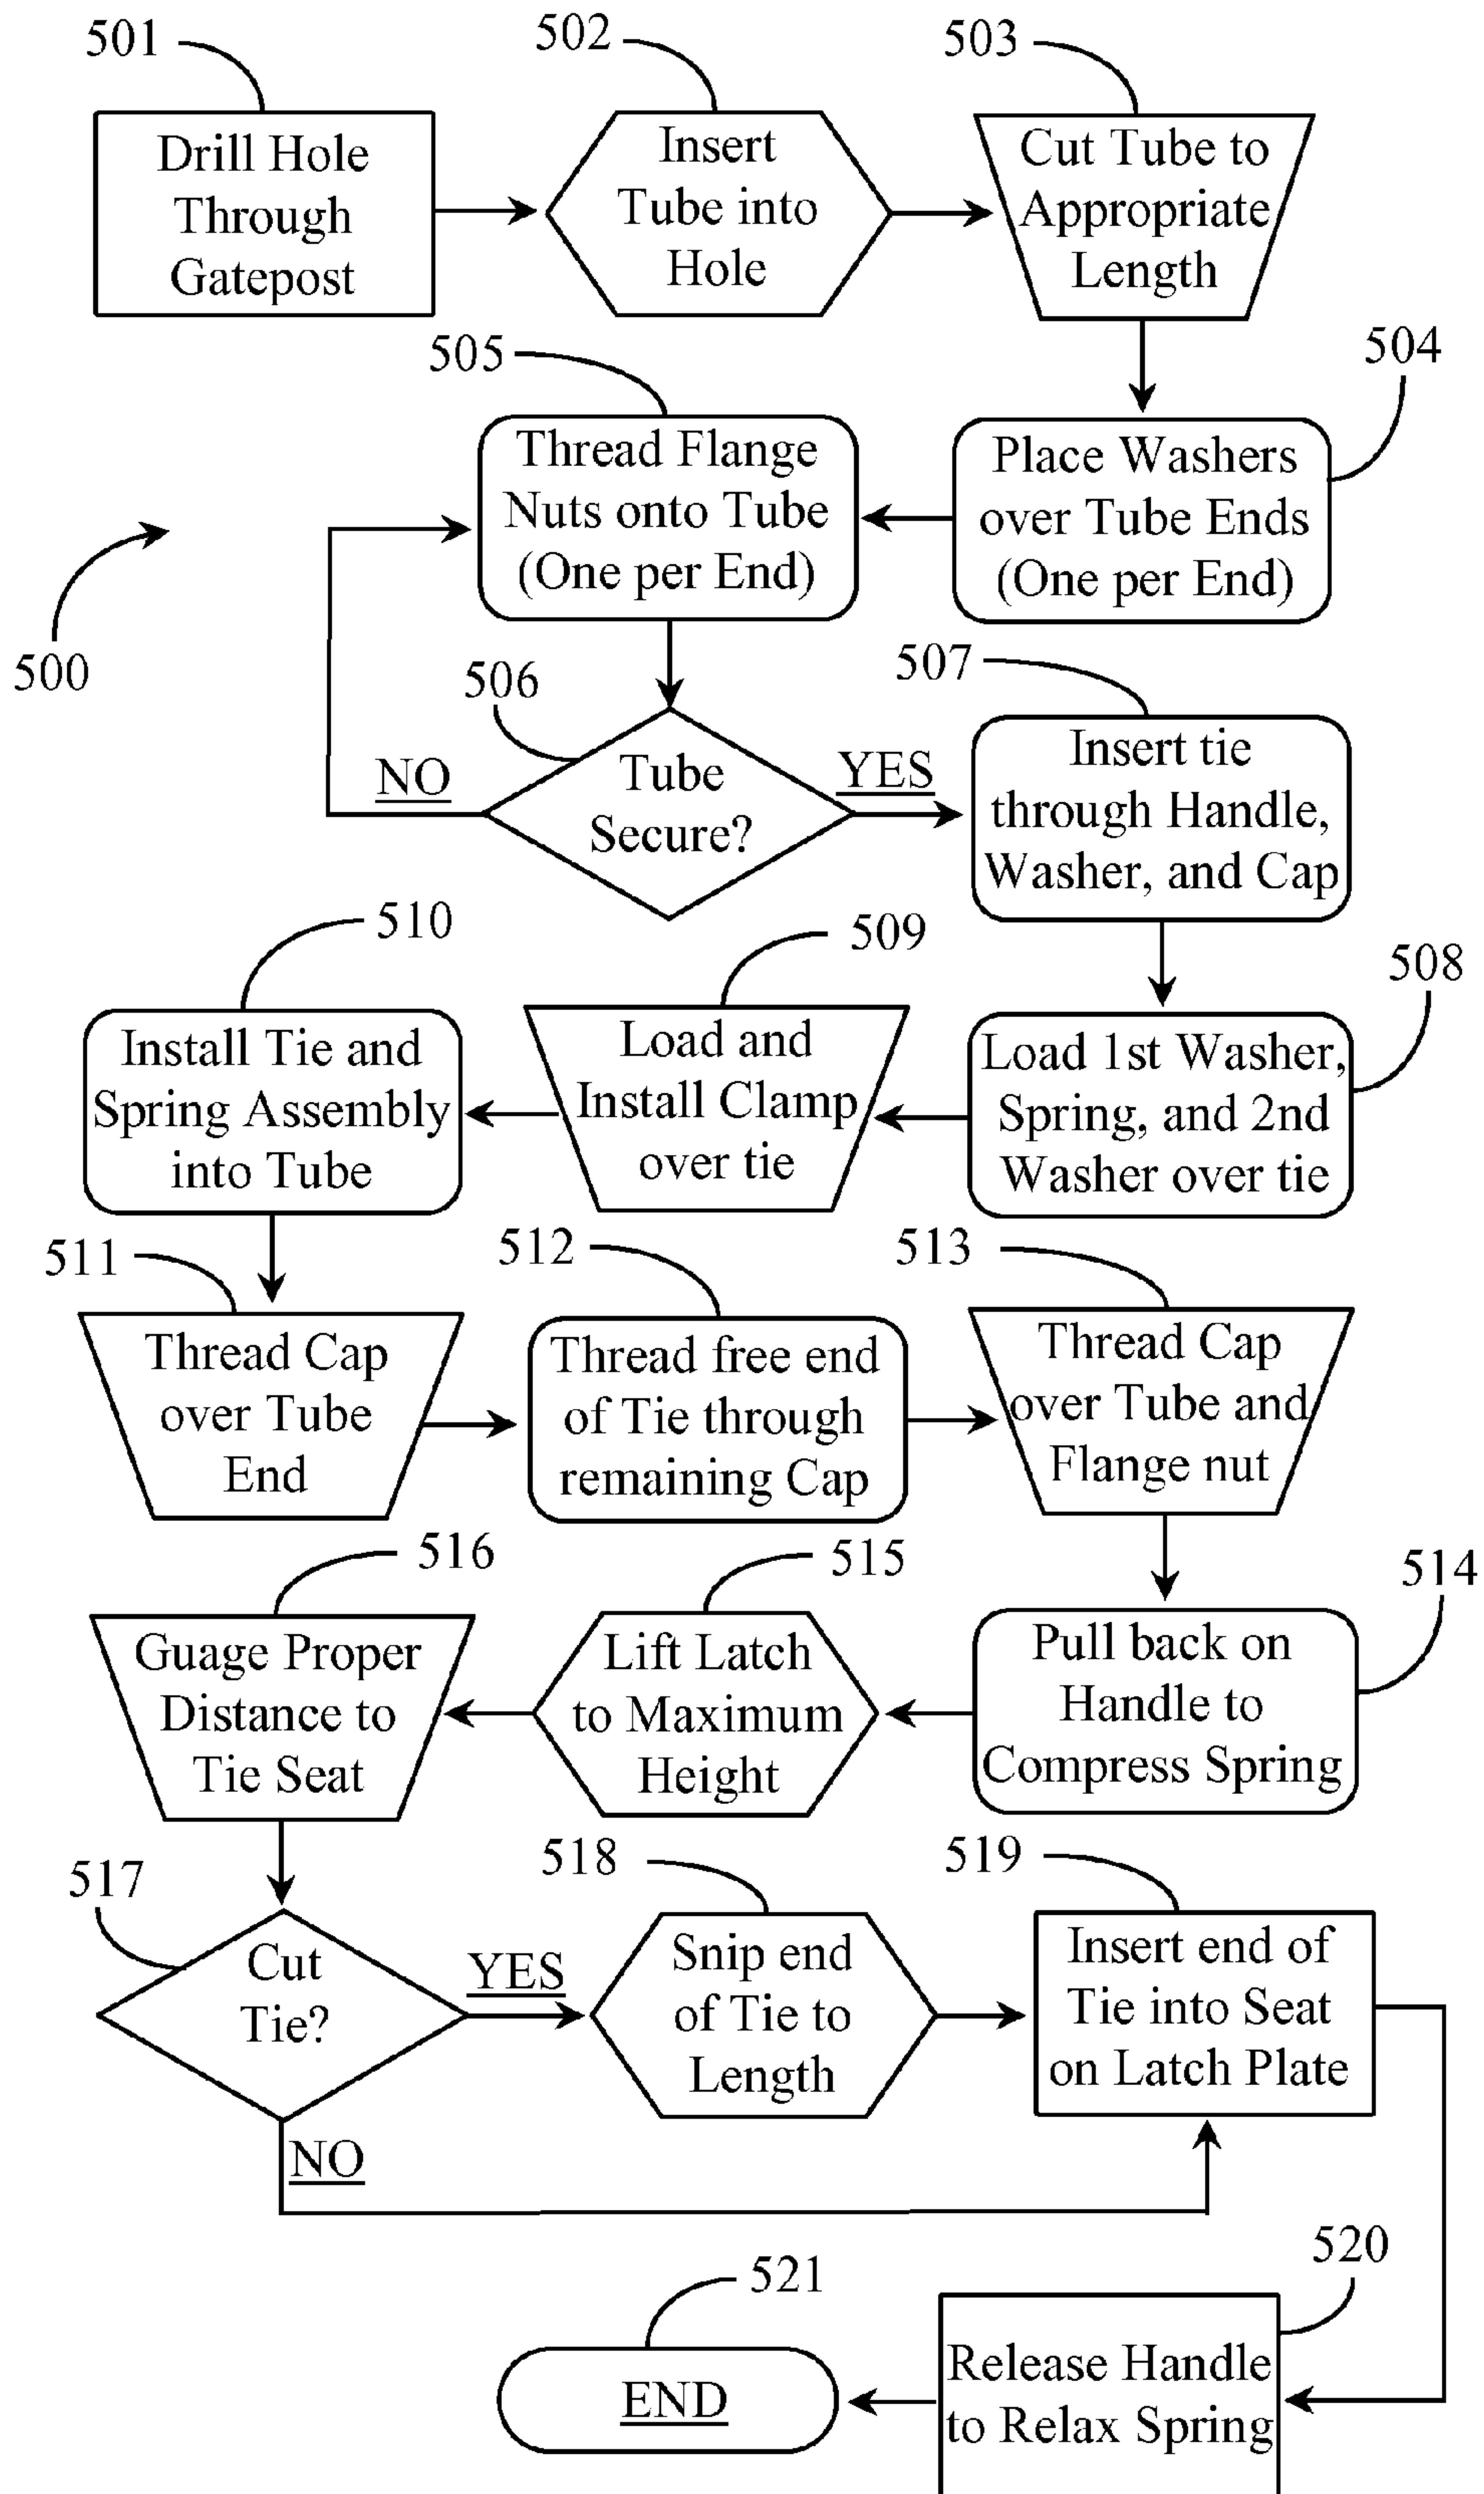 501
Drill Hole
Through
Gatepost
502
Insert
Tube into
Hole
503
Cut Tube to
Appropriate
Length
504
Place Washers
over Tube Ends
(One per End)
505
Thread Flange
Nuts onto Tube
(One per End)
500
506
Tube
Secure?
NO
YES
507
Insert tie
through Handle,
Washer, and Cap
508
Load 1st Washer,
Spring, and 2nd
Washer over tie
509
Load and
Install Clamp
over tie
510
Install Tie and
Spring Assembly
into Tube
511
Thread Cap
over Tube
End
512
Thread free end
of Tie through
remaining Cap
513
Thread Cap
over Tube and
Flange nut
514
Pull back on
Handle to
Compress Spring
515
Lift Latch
to Maximum
Height
516
Guage Proper
Distance to
Tie Seat
517
Cut
Tie?
YES
NO
518
Snip end
of Tie to
Length
519
Insert end of
Tie into Seat
on Latch Plate
520
Release Handle
to Relax Spring
521
END